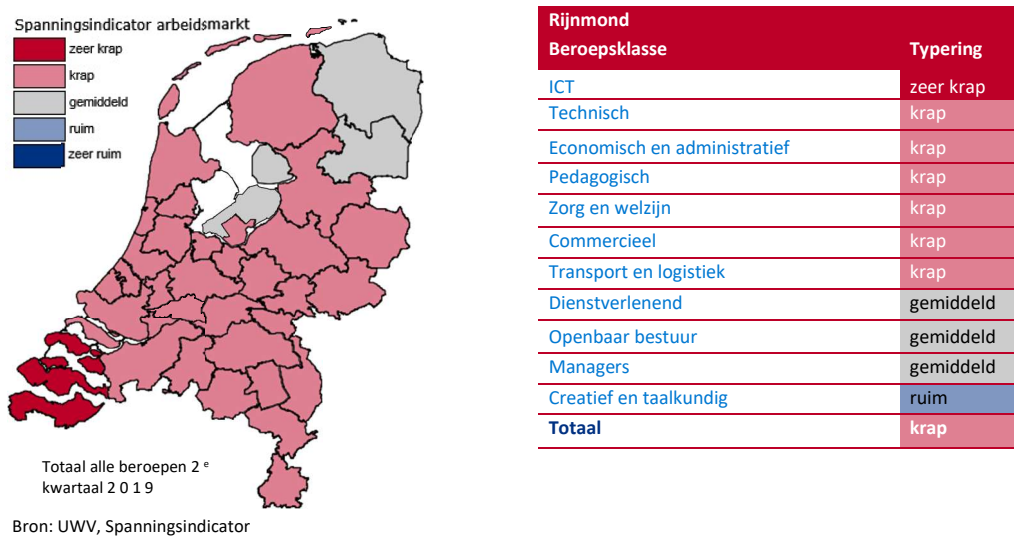 Spanningsindicator arbeidsmarkt
zeer krap
krap
gemiddeld
ruim
zeer ruim
Totaal alle beroepen 2 e
kwartaal 2 0 1 9
Bron: UWV, Spanningsindicator
Rijnmond
Beroepsklasse Typering
ICT zeer krap
Technisch krap
Economisch en administratief krap
Pedagogisch krap
Zorg en welzijn krap
Commercieel krap
Transport en logistiek krap
Dienstverlenend gemiddeld
Openbaar bestuur gemiddeld
Managers gemiddeld
Creatief en taalkundig ruim
Totaal krap